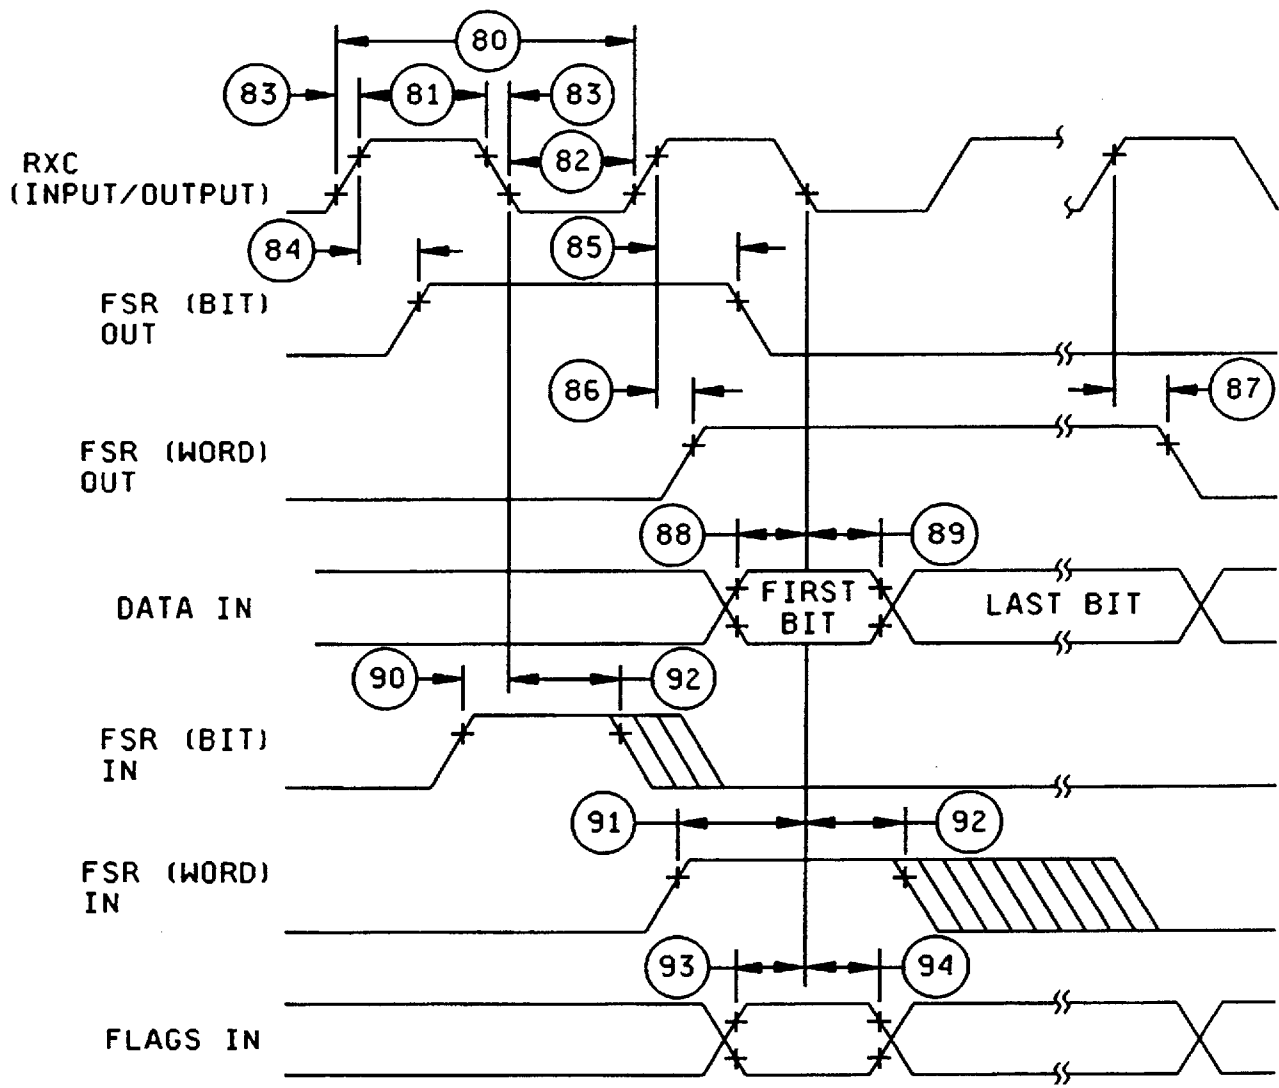 80
83
81
83
RXC
(INPUT/OUTPUT)
82
84
85
FSR (BIT)
OUT
86
87
FSR (WORD)
OUT
88
89
DATA IN
FIRST
BIT
LAST BIT
90
92
FSR (BIT)
IN
91
92
FSR (WORD)
IN
93
94
FLAGS IN